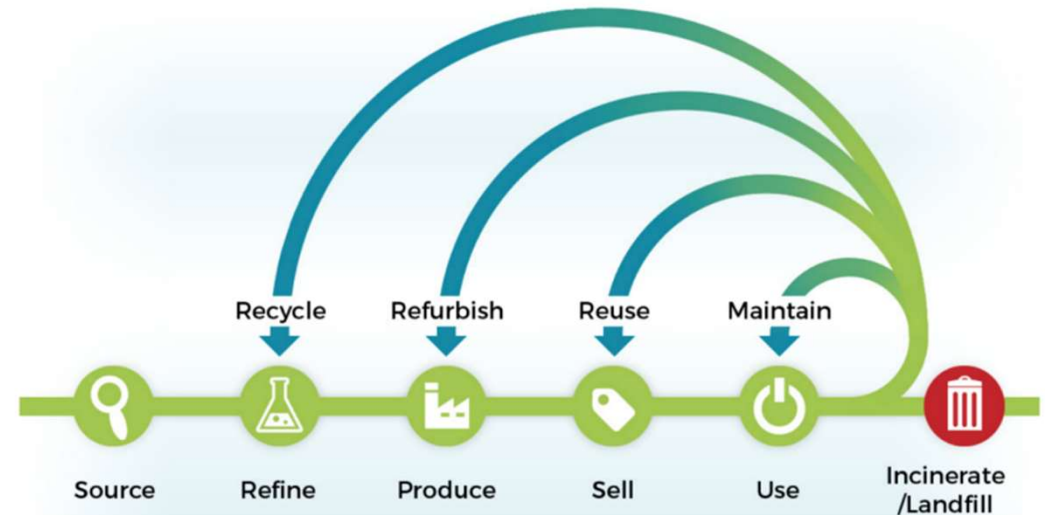 Recycle Refurbish Reuse Maintain
Source Refine Produce Sell Use Incinerate
/Landfill